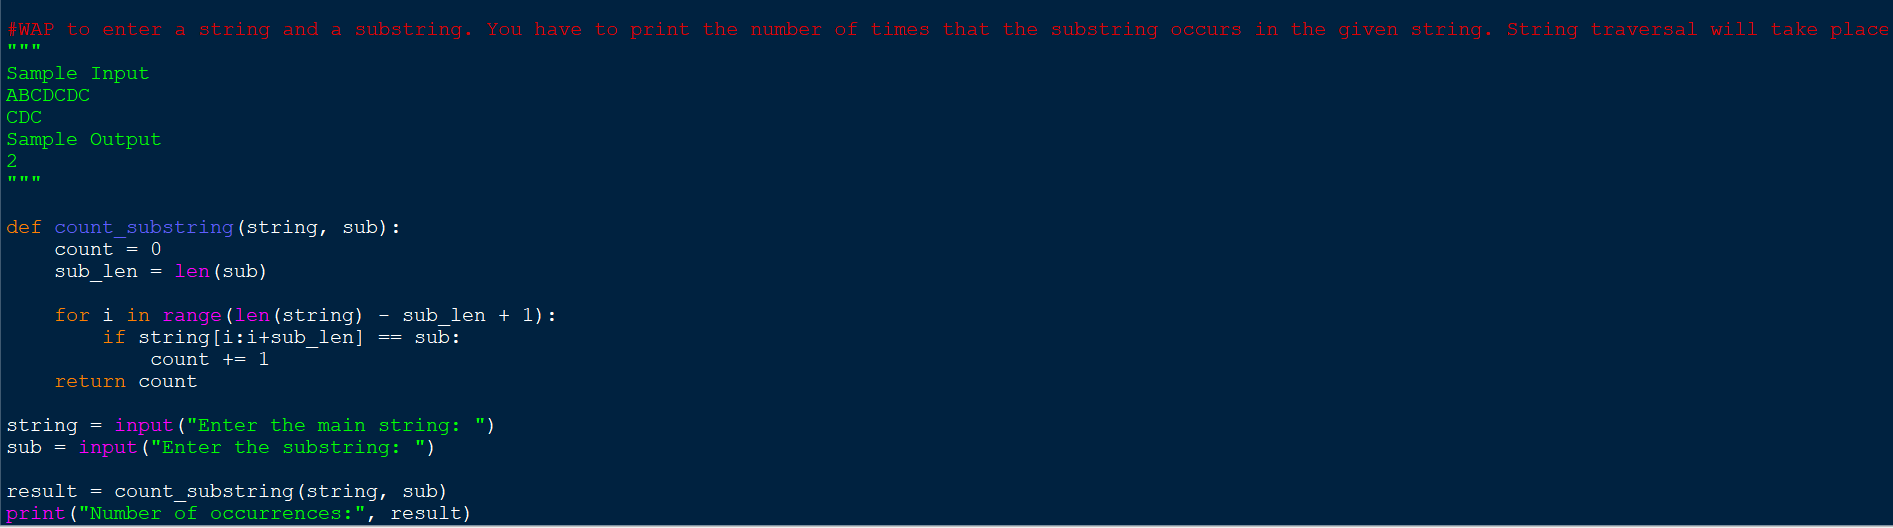 #WAP to enter a string and a substring. You have to print the number of times that the substring occurs in the given string. String traversal will take place
"""
Sample Input
ABCDCDC
CDC
Sample Output
2
"""
def count_substring(string, sub):
    count = 0
    sub_len = len(sub)
    for i in range(len(string) - sub_len + 1):
        if string[i:i+sub_len] == sub:
            count += 1
    return count
string = input("Enter the main string: ")
sub = input("Enter the substring: ")
result = count_substring(string, sub)
print("Number of occurrences:", result)